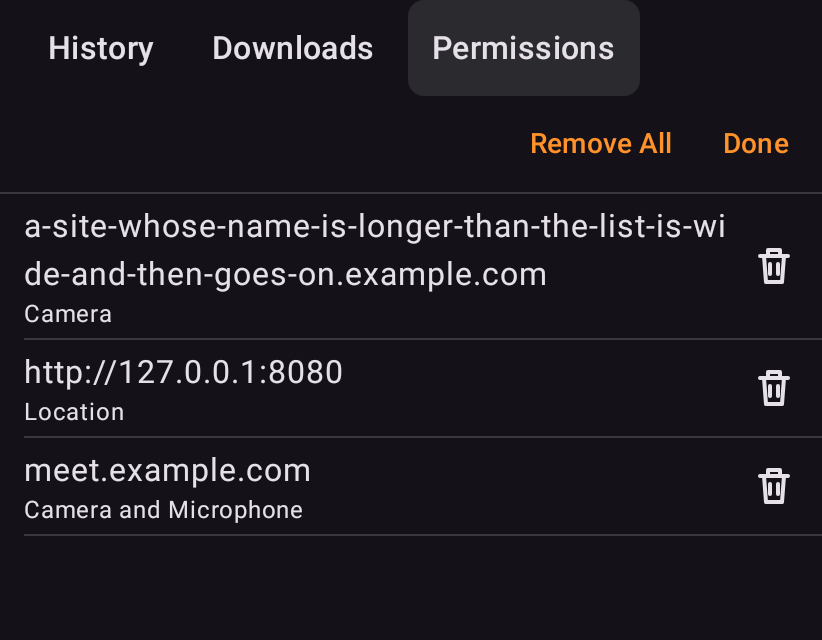 History Downloads Permissions
Remove All Done
a-site-whose-name-is-longer-than-the-list-is-wi
de-and-then-goes-on.example.com
Camera
http://127.0.0.1:8080
Location
meet.example.com
Camera and Microphone